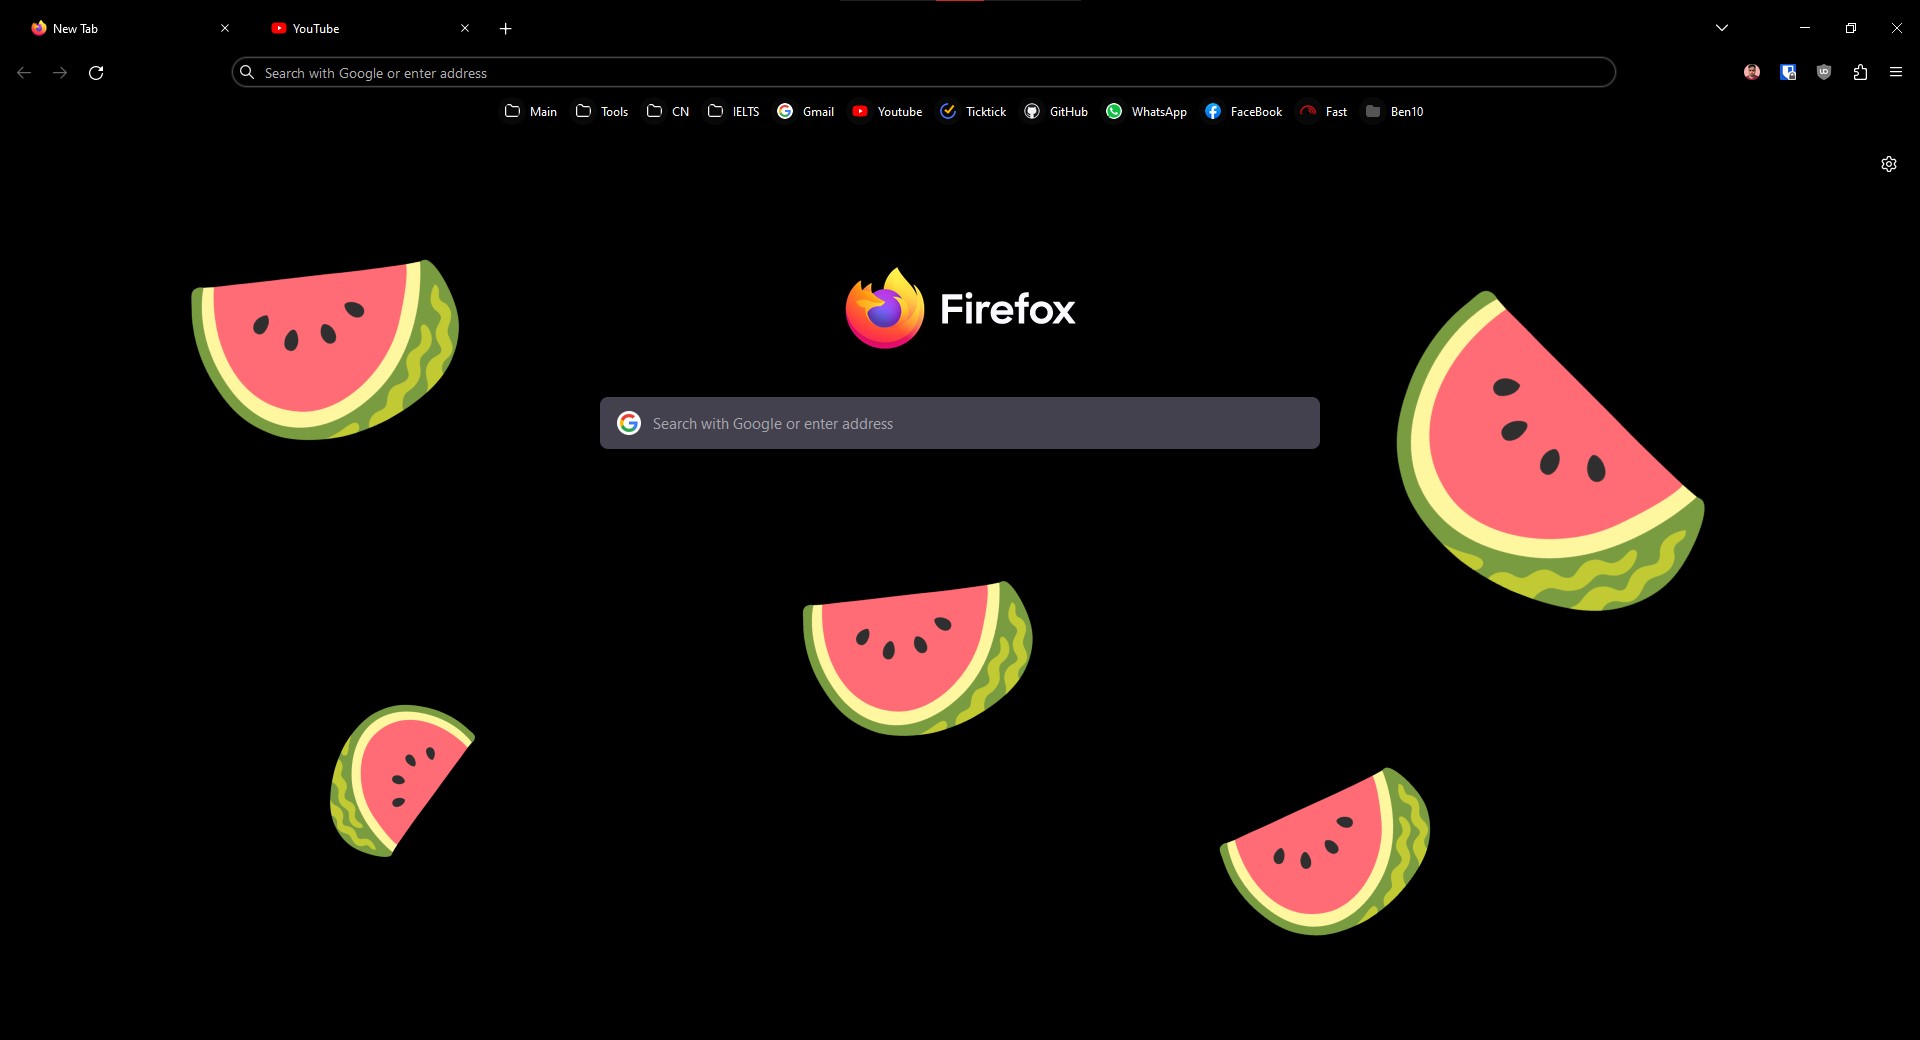 New Tab
YouTube
Search with Google or enter address
Main Tools CN IELTS Gmail Youtube Ticktick GitHub WhatsApp FaceBook Fast Ben10
Firefox
Search with Google or enter address